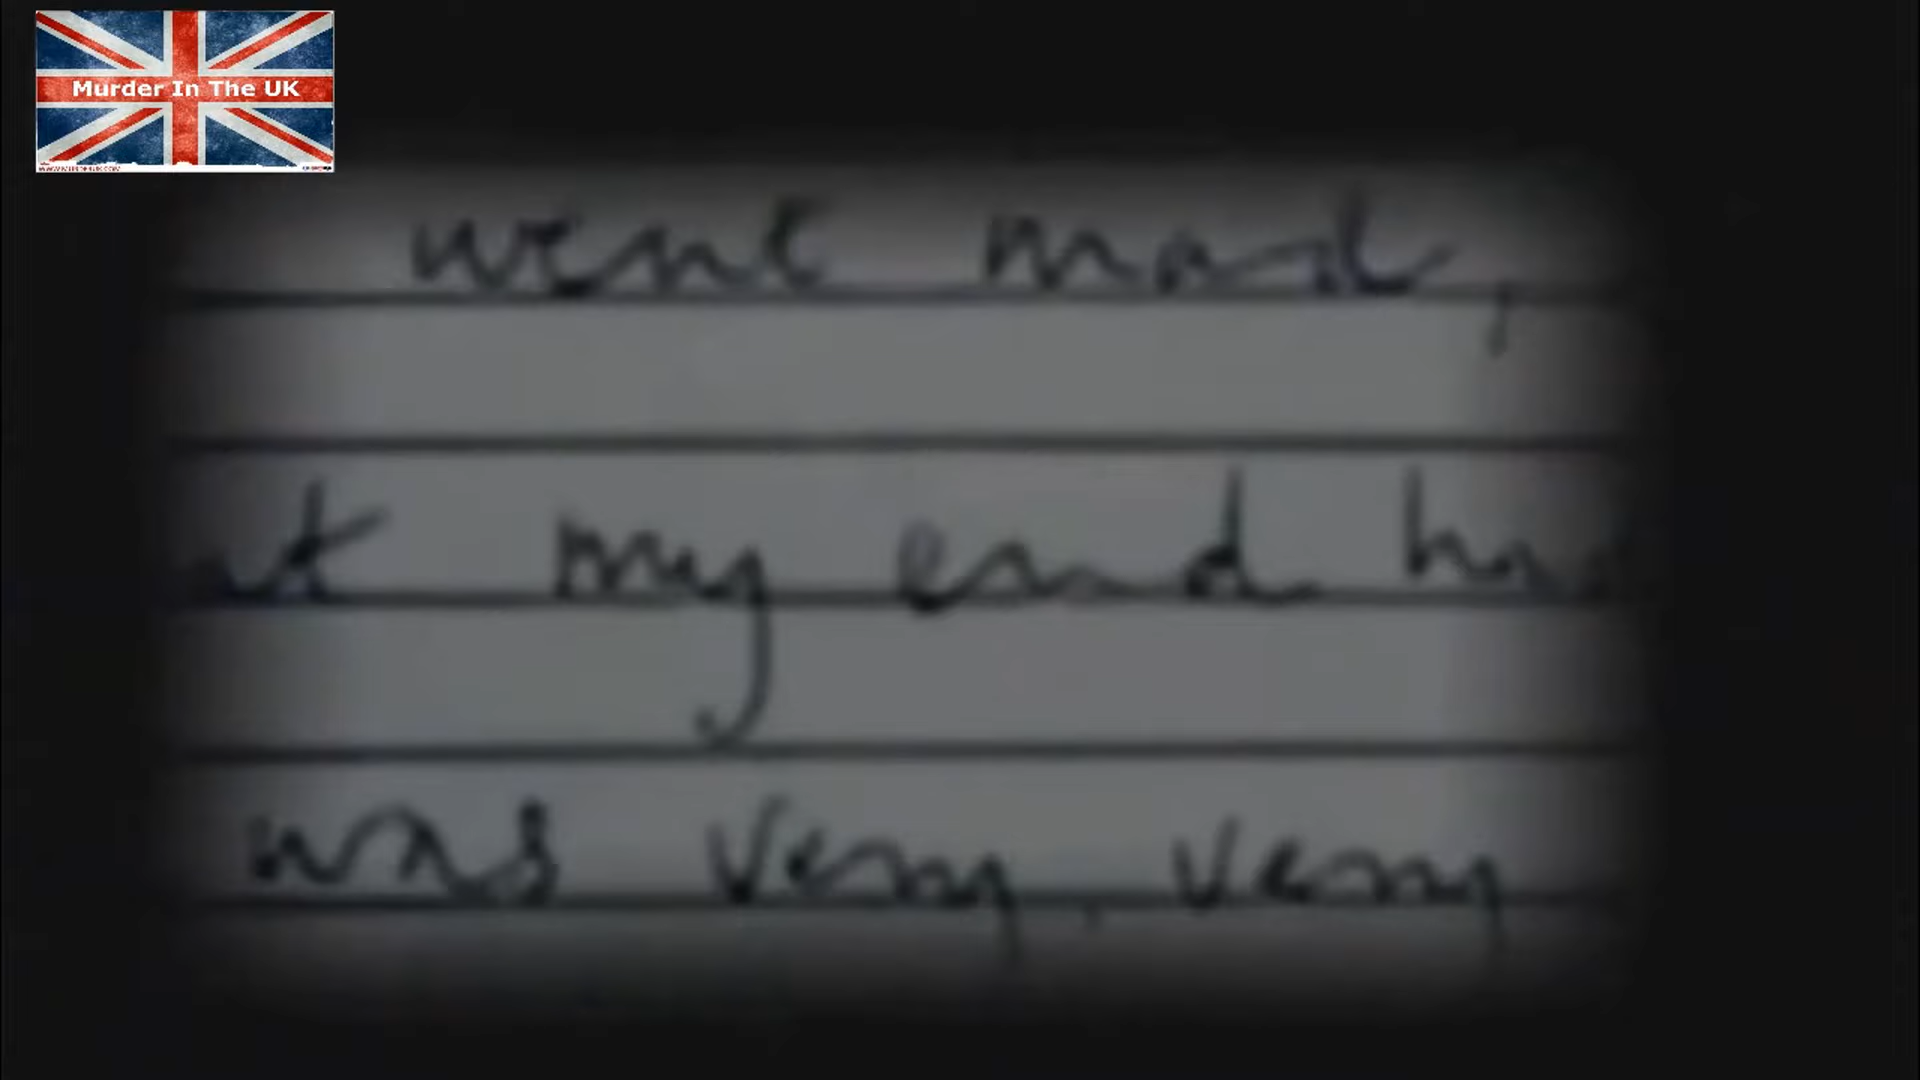 Murder In The UK
went mad,
my end
was very, very